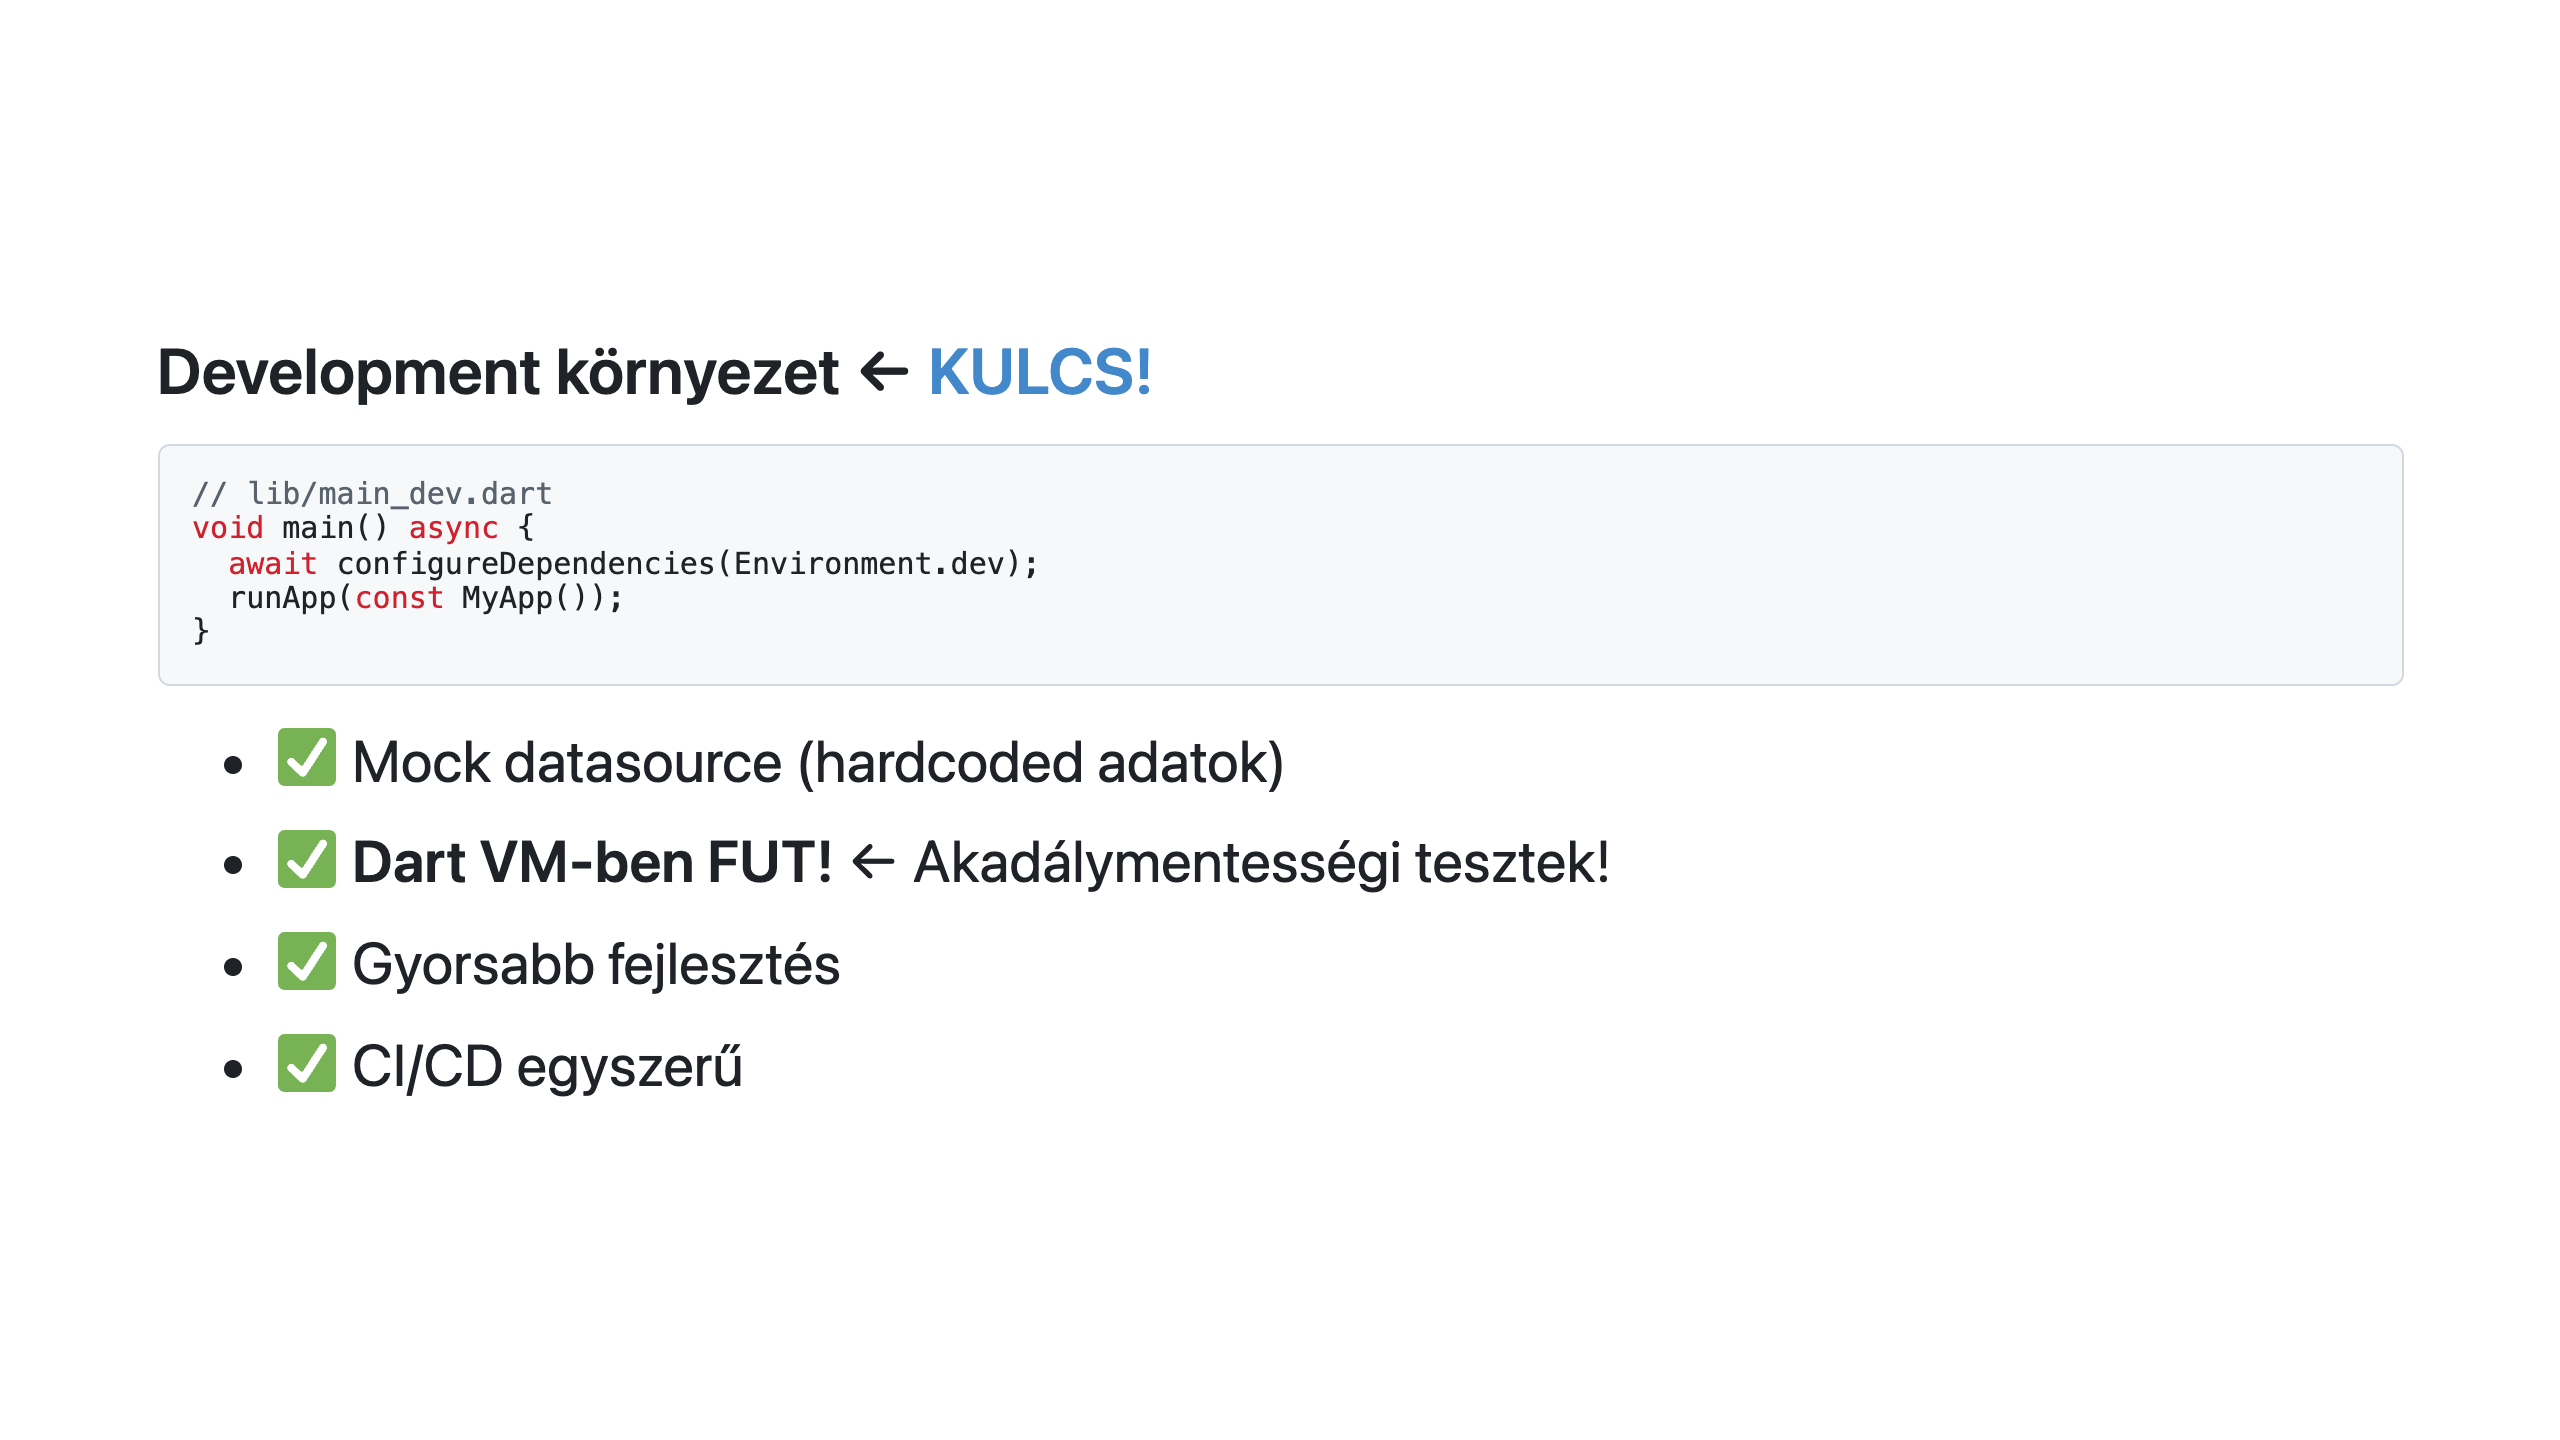 Development környezet ← KULCS!
// lib/main_dev.dart
void main() async {
  await configureDependencies(Environment.dev);
  runApp(const MyApp());
}
• ✅ Mock datasource (hardcoded adatok)
• ✅ Dart VM-ben FUT! ← Akadálymentességi tesztek!
• ✅ Gyorsabb fejlesztés
• ✅ CI/CD egyszerű